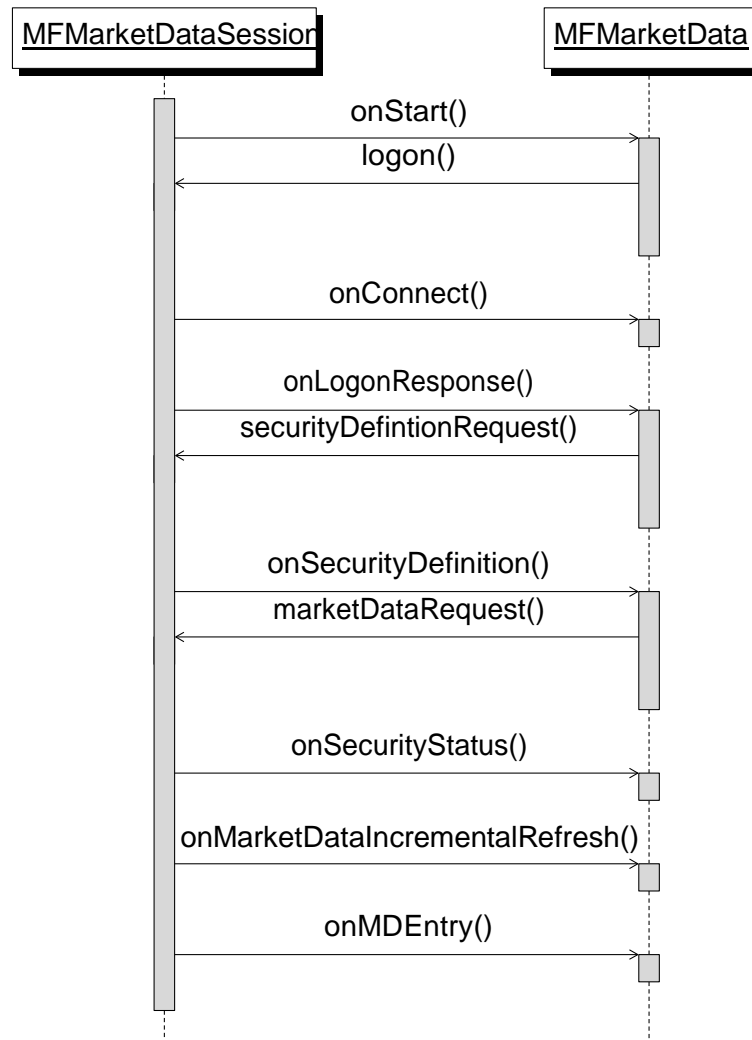 MFMarketDataSession
MFMarketData
onStart()
logon()
onConnect()
onLogonResponse()
securityDefintionRequest()
onSecurityDefinition()
marketDataRequest()
onSecurityStatus()
onMarketDataIncrementalRefresh()
onMDEntry()